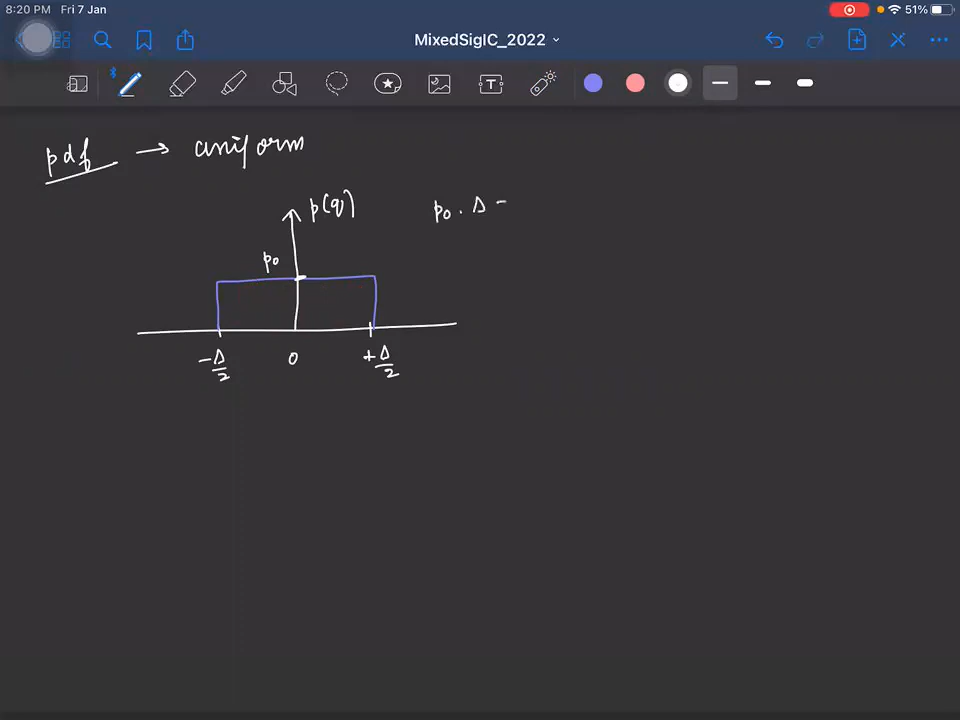 8:20 PM Fri 7 Jan
51%
MixedSigIC_2022
T
pdf → uniform
p(q)
p₀ . Δ -
p₀
-Δ/2 0 +Δ/2